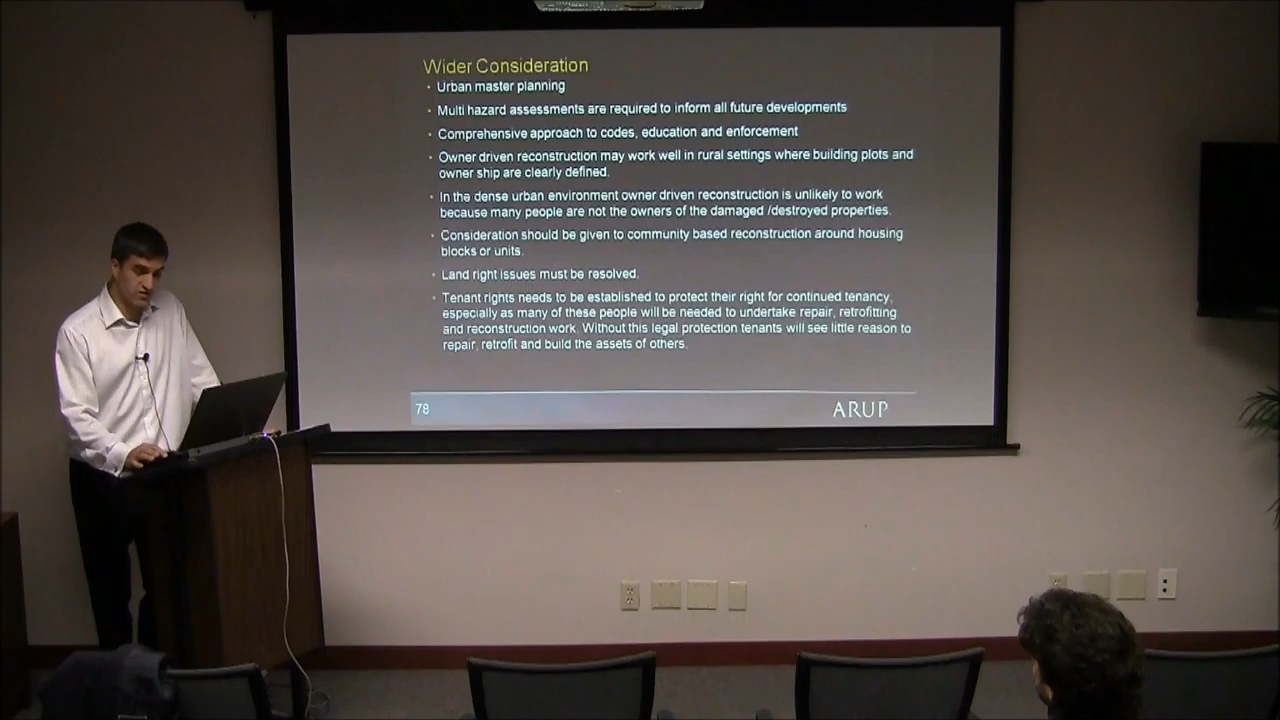 Wider Consideration
• Urban master planning
• Multi hazard assessments are required to inform all future developments
• Comprehensive approach to codes, education and enforcement
• Owner driven reconstruction may work well in rural settings where building plots and
owner ship are clearly defined.
• In the dense urban environment owner driven reconstruction is unlikely to work
because many people are not the owners of the damaged /destroyed properties.
• Consideration should be given to community based reconstruction around housing
blocks or units.
• Land right issues must be resolved.
• Tenant rights needs to be established to protect their right for continued tenancy,
especially as many of these people will be needed to undertake repair, retrofitting
and reconstruction work. Without this legal protection tenants will see little reason to
repair, retrofit and build the assets of others.
78
ARUP